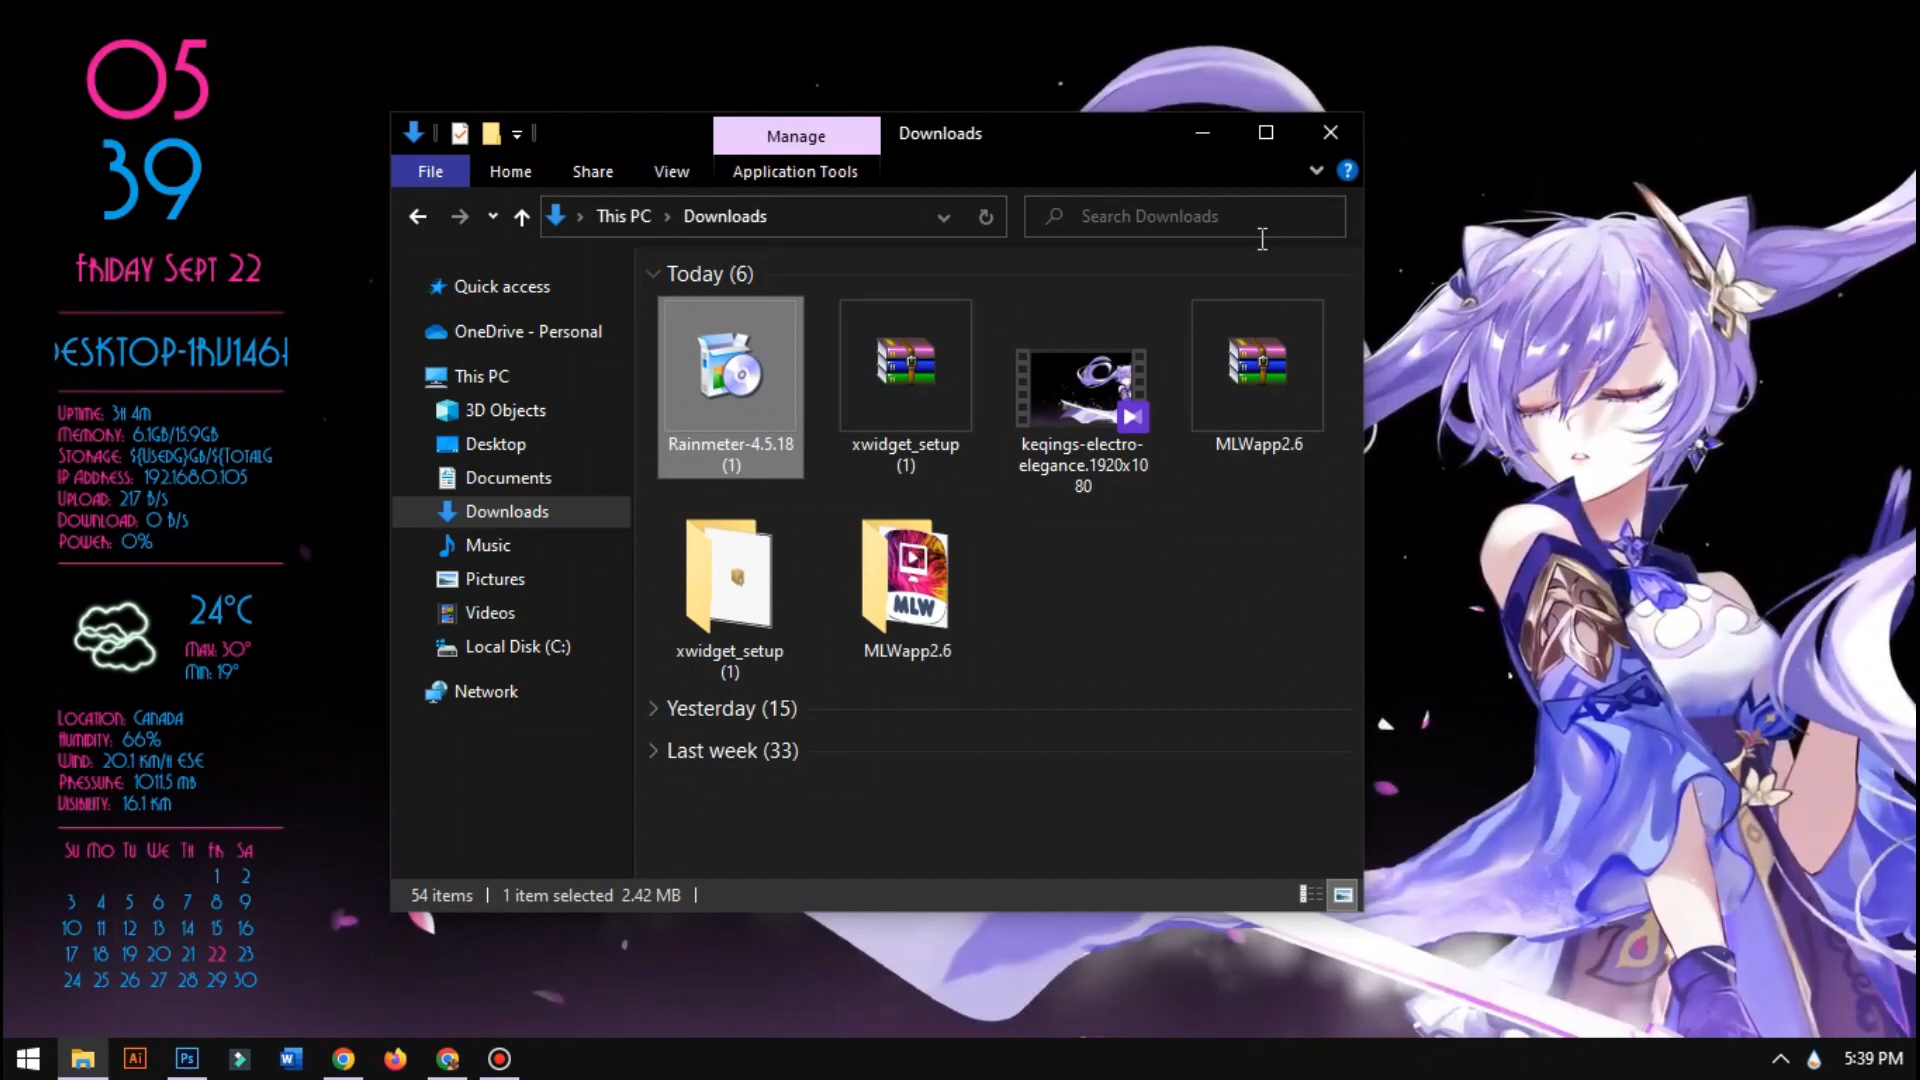 05
39
Friday Sept 22
Uptime: 3h 4m
Memory: 6.1GB/15.9GB
Storage: ${UsedG}GB/${TotalG
IP Address: 192.168.0.105
Upload: 217 B/s
Download: 0 B/s
Power: 0%
24°C
Max: 30°
Min: 19°
Location: Canada
Humidity: 66%
Wind: 20.1 km/h ESE
Pressure: 1011.5 mb
Visibility: 16.1 km
Su Mo Tu We Th Fr Sa
1 2
3 4 5 6 7 8 9
10 11 12 13 14 15 16
17 18 19 20 21 22 23
24 25 26 27 28 29 30
Manage
Downloads
File
Home
Share
View
Application Tools
?
This PC
Downloads
Search Downloads
Quick access
OneDrive - Personal
This PC
3D Objects
Desktop
Documents
Downloads
Music
Pictures
Videos
Local Disk (C:)
Network
Today (6)
Rainmeter-4.5.18
(1)
xwidget_setup
(1)
keqings-electro-
elegance.1920x10
80
MLWapp2.6
xwidget_setup
(1)
MLW
MLWapp2.6
Yesterday (15)
Last week (33)
54 items
1 item selected 2.42 MB
Ai
Ps
W
5:39 PM